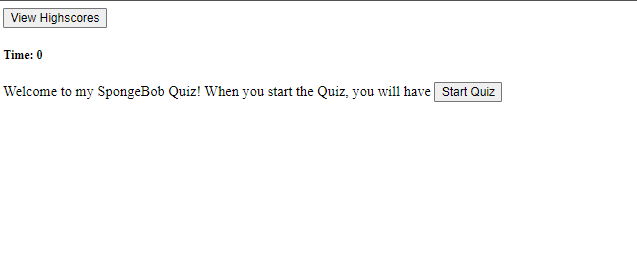 View Highscores
Time: 0
Welcome to my SpongeBob Quiz! When you start the Quiz, you will have Start Quiz